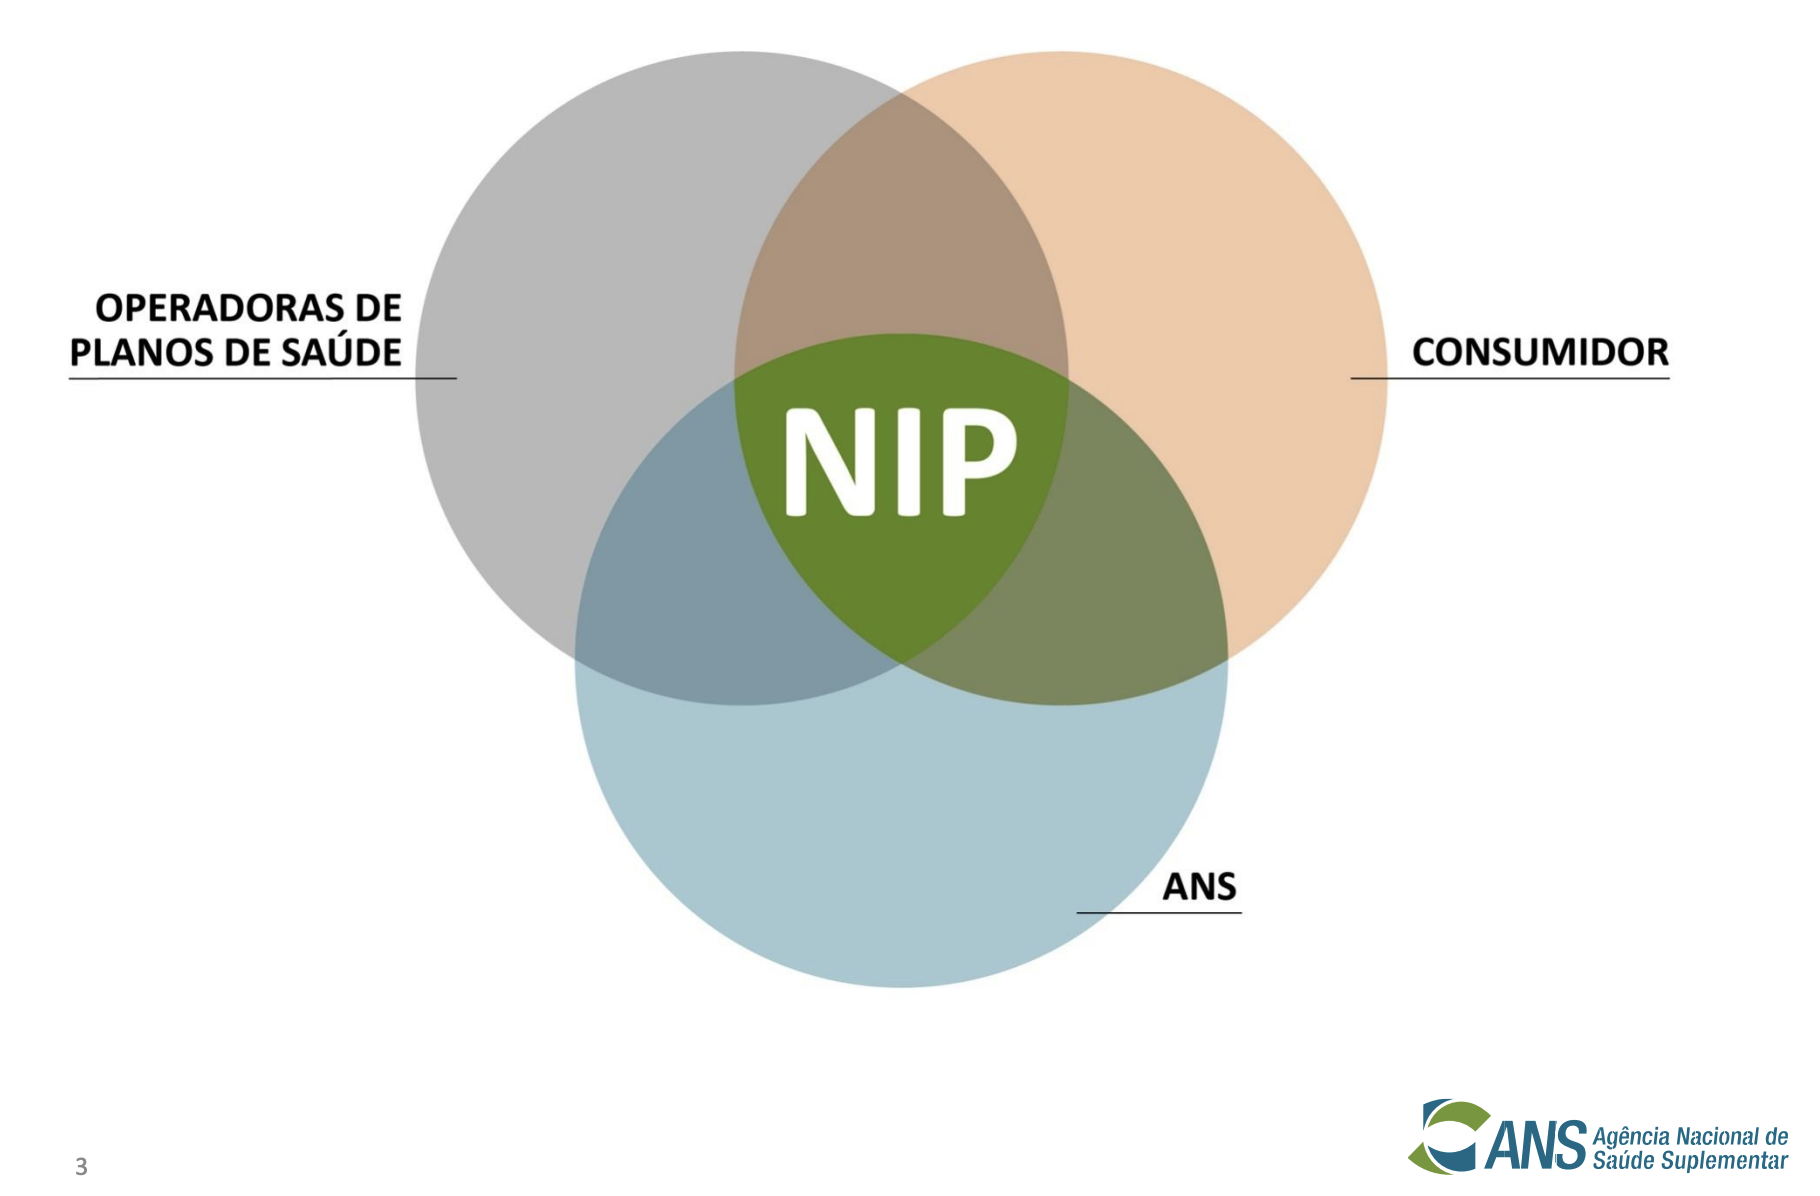 OPERADORAS DE
PLANOS DE SAÚDE
CONSUMIDOR
NIP
ANS
3
ANS
Agência Nacional de
Saúde Suplementar